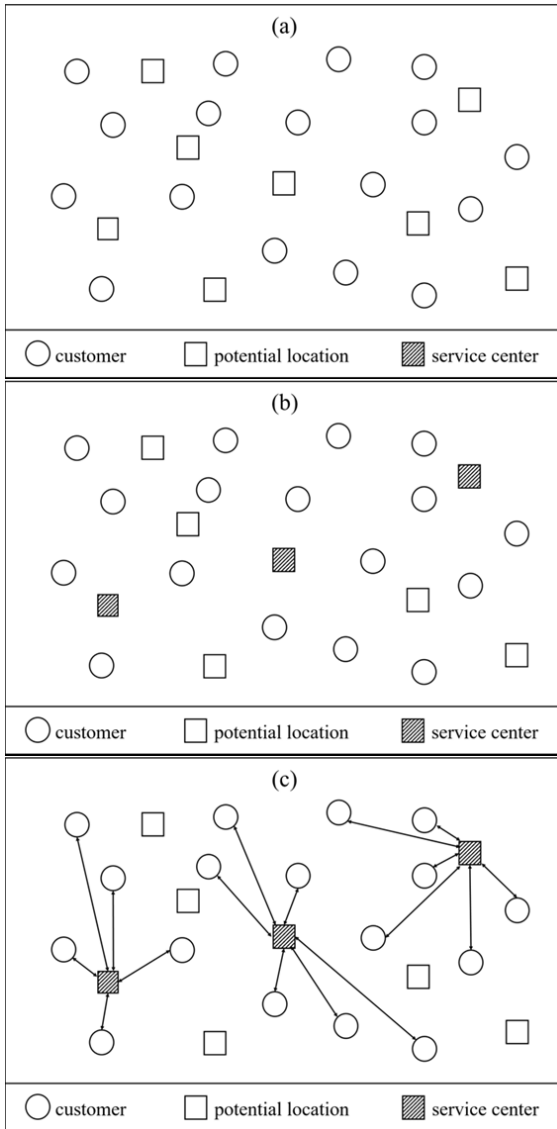 (a)
customer potential location service center
(b)
customer potential location service center
(c)
customer potential location service center